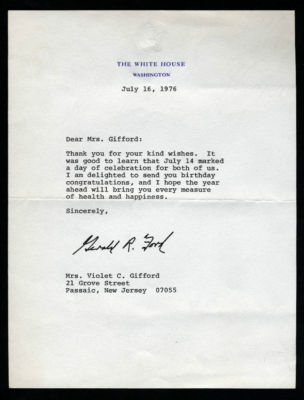 THE WHITE HOUSE
WASHINGTON
July 16, 1976
Dear Mrs. Gifford:
Thank you for your kind wishes. It
was good to learn that July 14 marked
a day of celebration for both of us.
I am delighted to send you birthday
congratulations, and I hope the year
ahead will bring you every measure
of health and happiness.
Sincerely,
Gerald R. Ford
Mrs. Violet C. Gifford
21 Grove Street
Passaic, New Jersey 07055